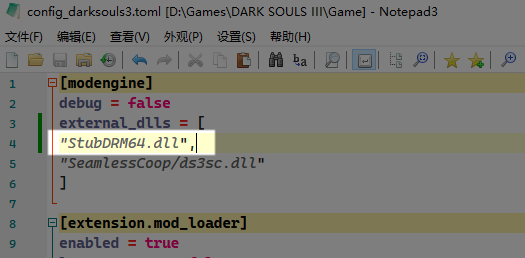 config_darksouls3.toml [D:\Games\DARK SOULS III\Game] - Notepad3
文件(F) 编辑(E) 查看(V) 外观(P) 设置(S) 帮助(H)
1 [modengine]
2 debug = false
3 external_dlls = [
4 "StubDRM64.dll",
5 "SeamlessCoop/ds3sc.dll"
6 ]
7
8 [extension.mod_loader]
9 enabled = true